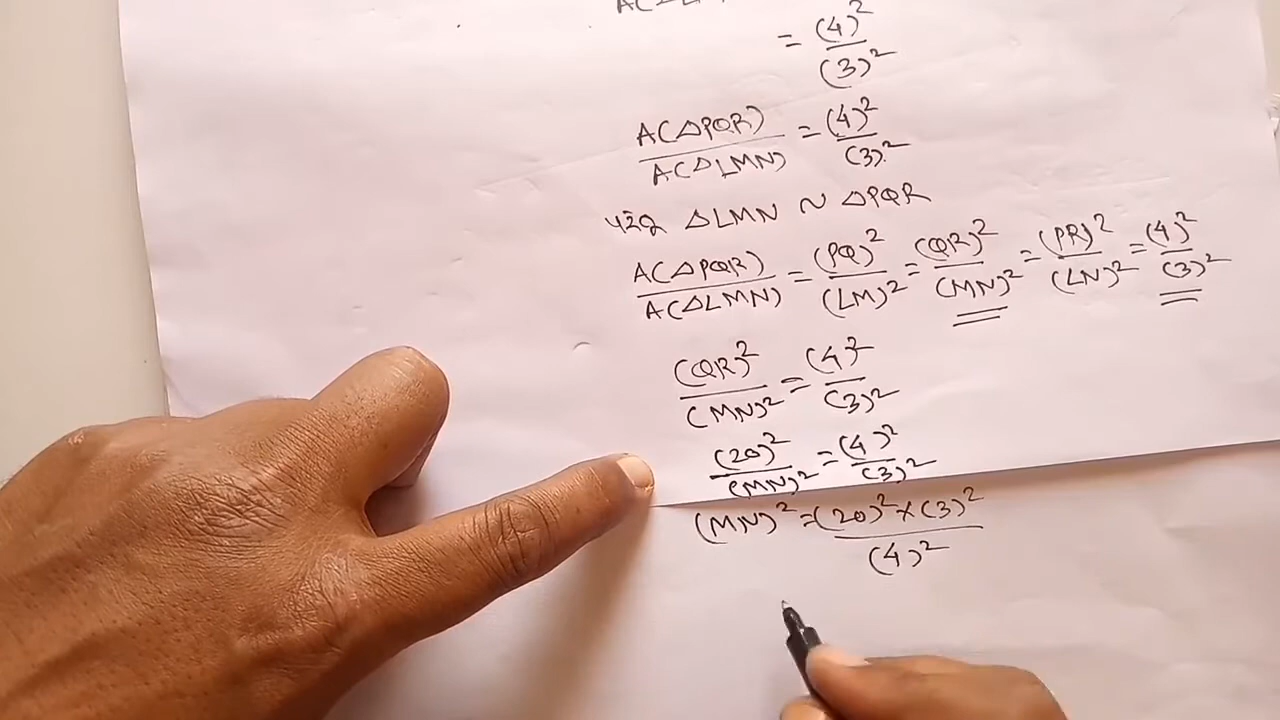 = (4)² / (3)²
A(△PQR) / A(△LMN) = (4)² / (3)²
△LMN ~ △PQR
A(△PQR) / A(△LMN) = (PQ)² / (LM)² = (QR)² / (MN)² = (PR)² / (LN)² = (4)² / (3)²
(QR)² / (MN)² = (4)² / (3)²
(20)² / (MN)² = (4)² / (3)²
(MN)² = (20)² × (3)² / (4)²